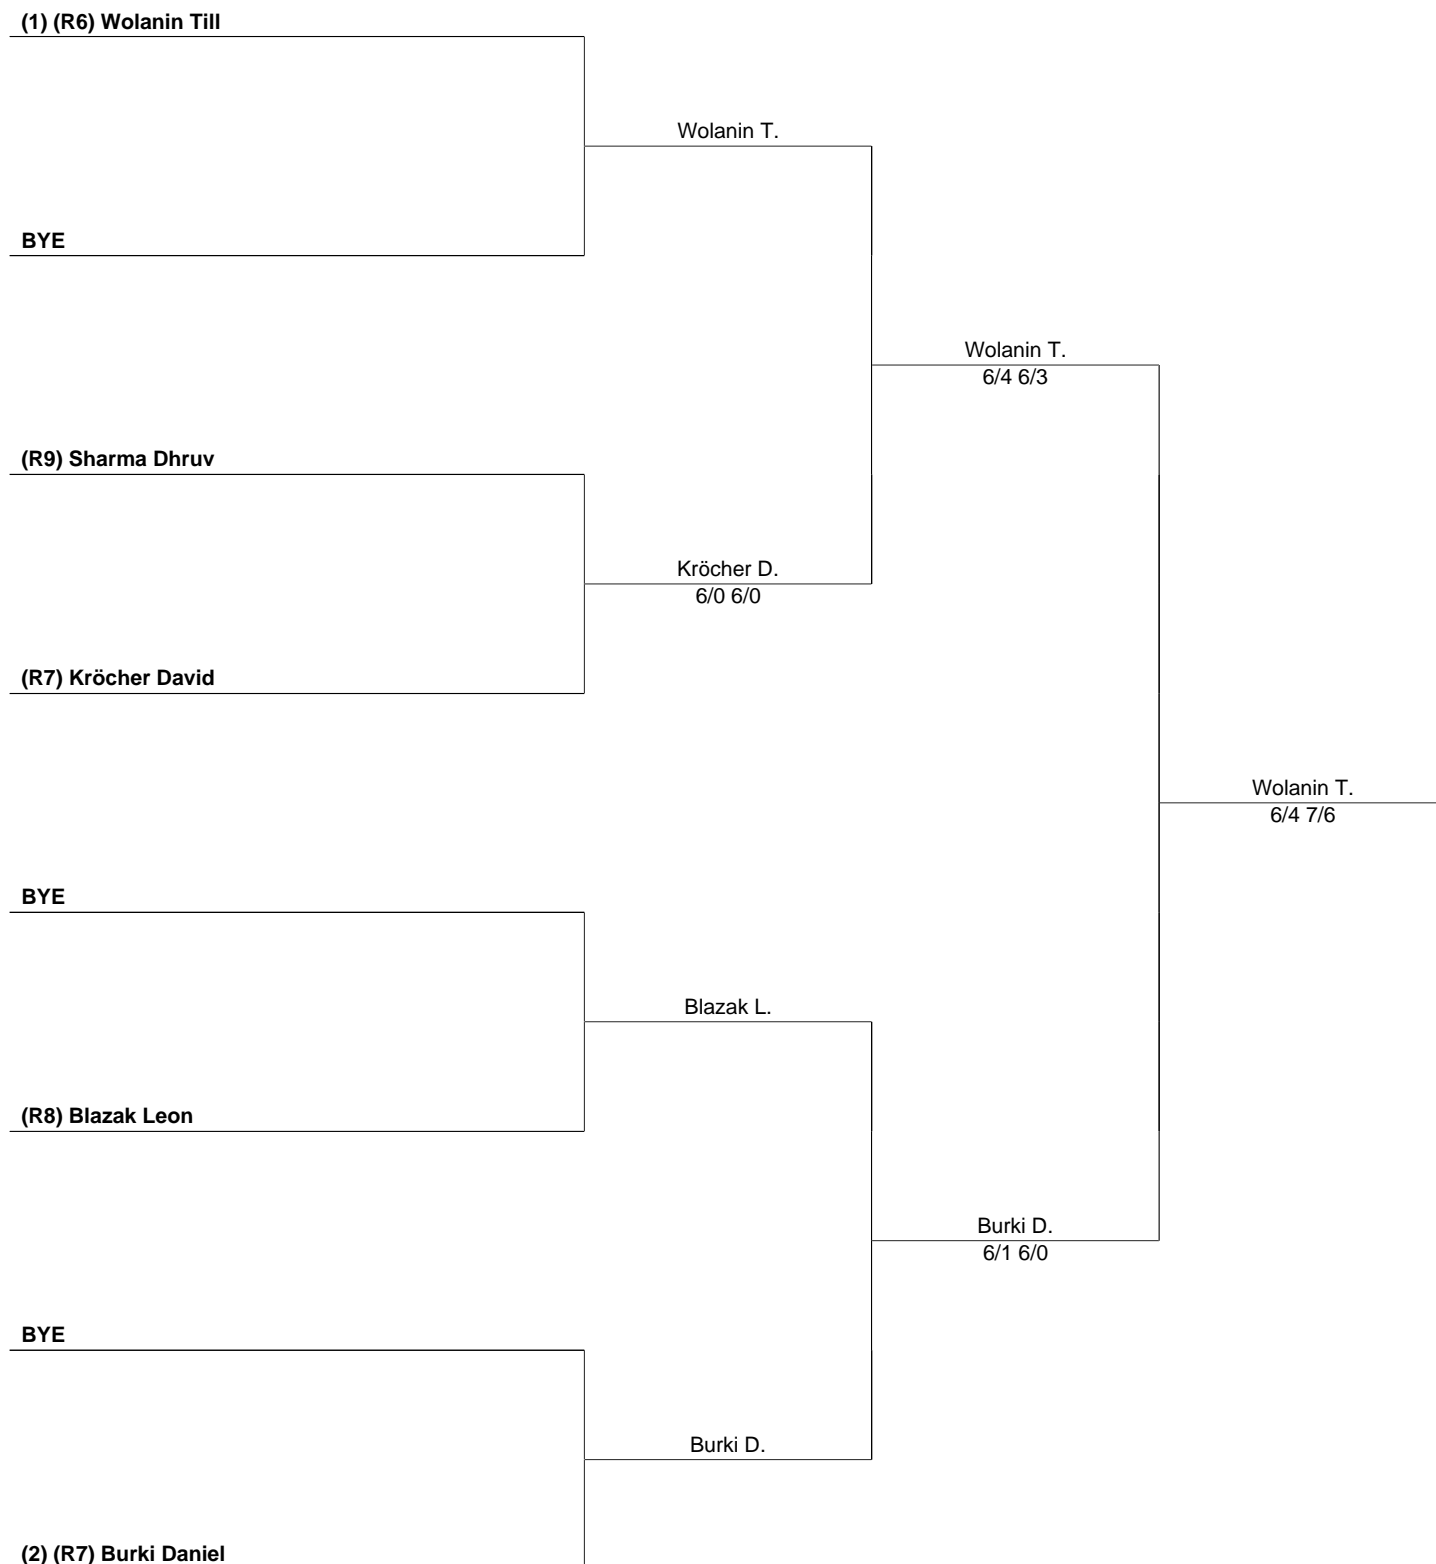 (1) (R6) Wolanin Till
Wolanin T.
BYE
Wolanin T.
6/4 6/3
(R9) Sharma Dhruv
Kröcher D.
6/0 6/0
(R7) Kröcher David
Wolanin T.
6/4 7/6
BYE
Blazak L.
(R8) Blazak Leon
Burki D.
6/1 6/0
BYE
Burki D.
(2) (R7) Burki Daniel